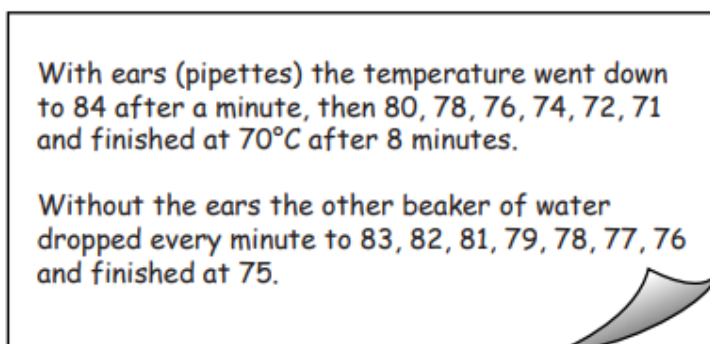 With ears (pipettes) the temperature went down
to 84 after a minute, then 80, 78, 76, 74, 72, 71
and finished at 70°C after 8 minutes.
Without the ears the other beaker of water
dropped every minute to 83, 82, 81, 79, 78, 77, 76
and finished at 75.